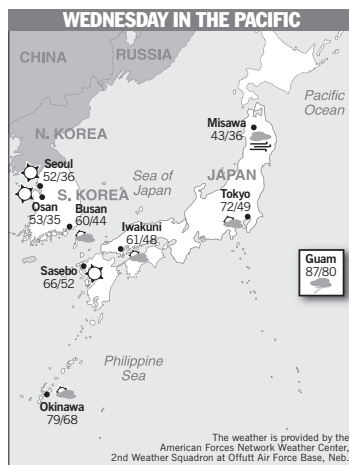 WEDNESDAY IN THE PACIFIC
CHINA
RUSSIA
Pacific
Ocean
N. KOREA
Misawa
43/36
Seoul
52/36
Sea of
Japan
JAPAN
S. KOREA
Tokyo
72/49
Osan
53/35
Busan
60/44
Iwakuni
61/48
Sasebo
66/52
Guam
87/80
Philippine
Sea
Okinawa
79/68
The weather is provided by the
American Forces Network Weather Center,
2nd Weather Squadron at Offutt Air Force Base, Neb.